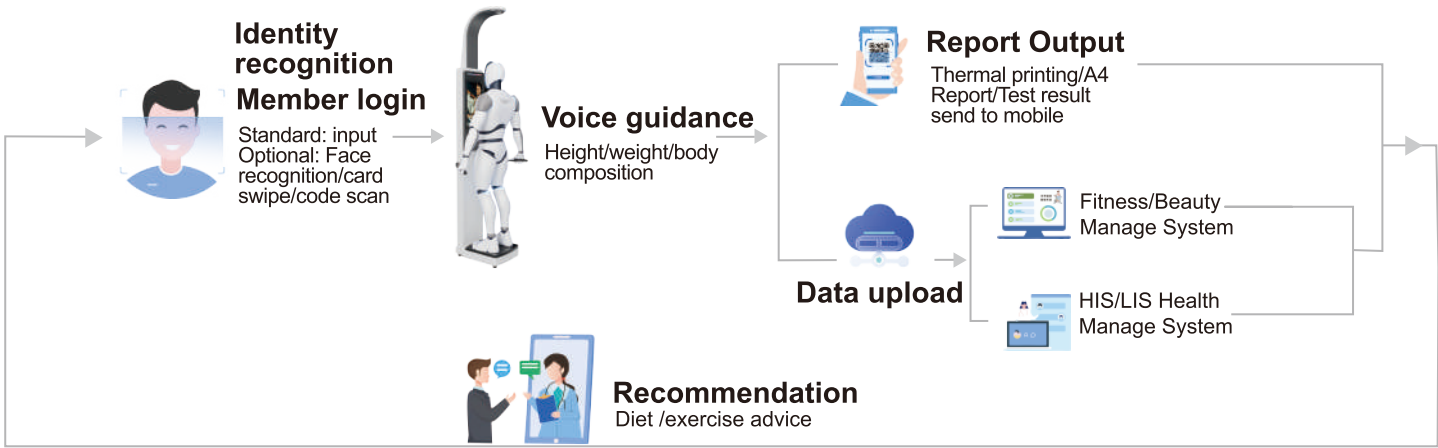 Identity
recognition
Member login
Standard: input
Optional: Face
recognition/card
swipe/code scan
Voice guidance
Height/weight/body
composition
Report Output
Thermal printing/A4
Report/Test result
send to mobile
Data upload
Fitness/Beauty
Manage System
HIS/LIS Health
Manage System
Recommendation
Diet /exercise advice